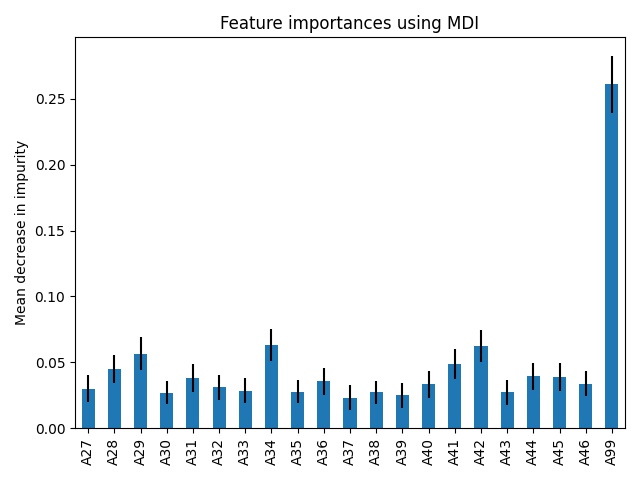 Feature importances using MDI
Mean decrease in impurity
0.25
0.20
0.15
0.10
0.05
0.00
A27 A28 A29 A30 A31 A32 A33 A34 A35 A36 A37 A38 A39 A40 A41 A42 A43 A44 A45 A46 A99